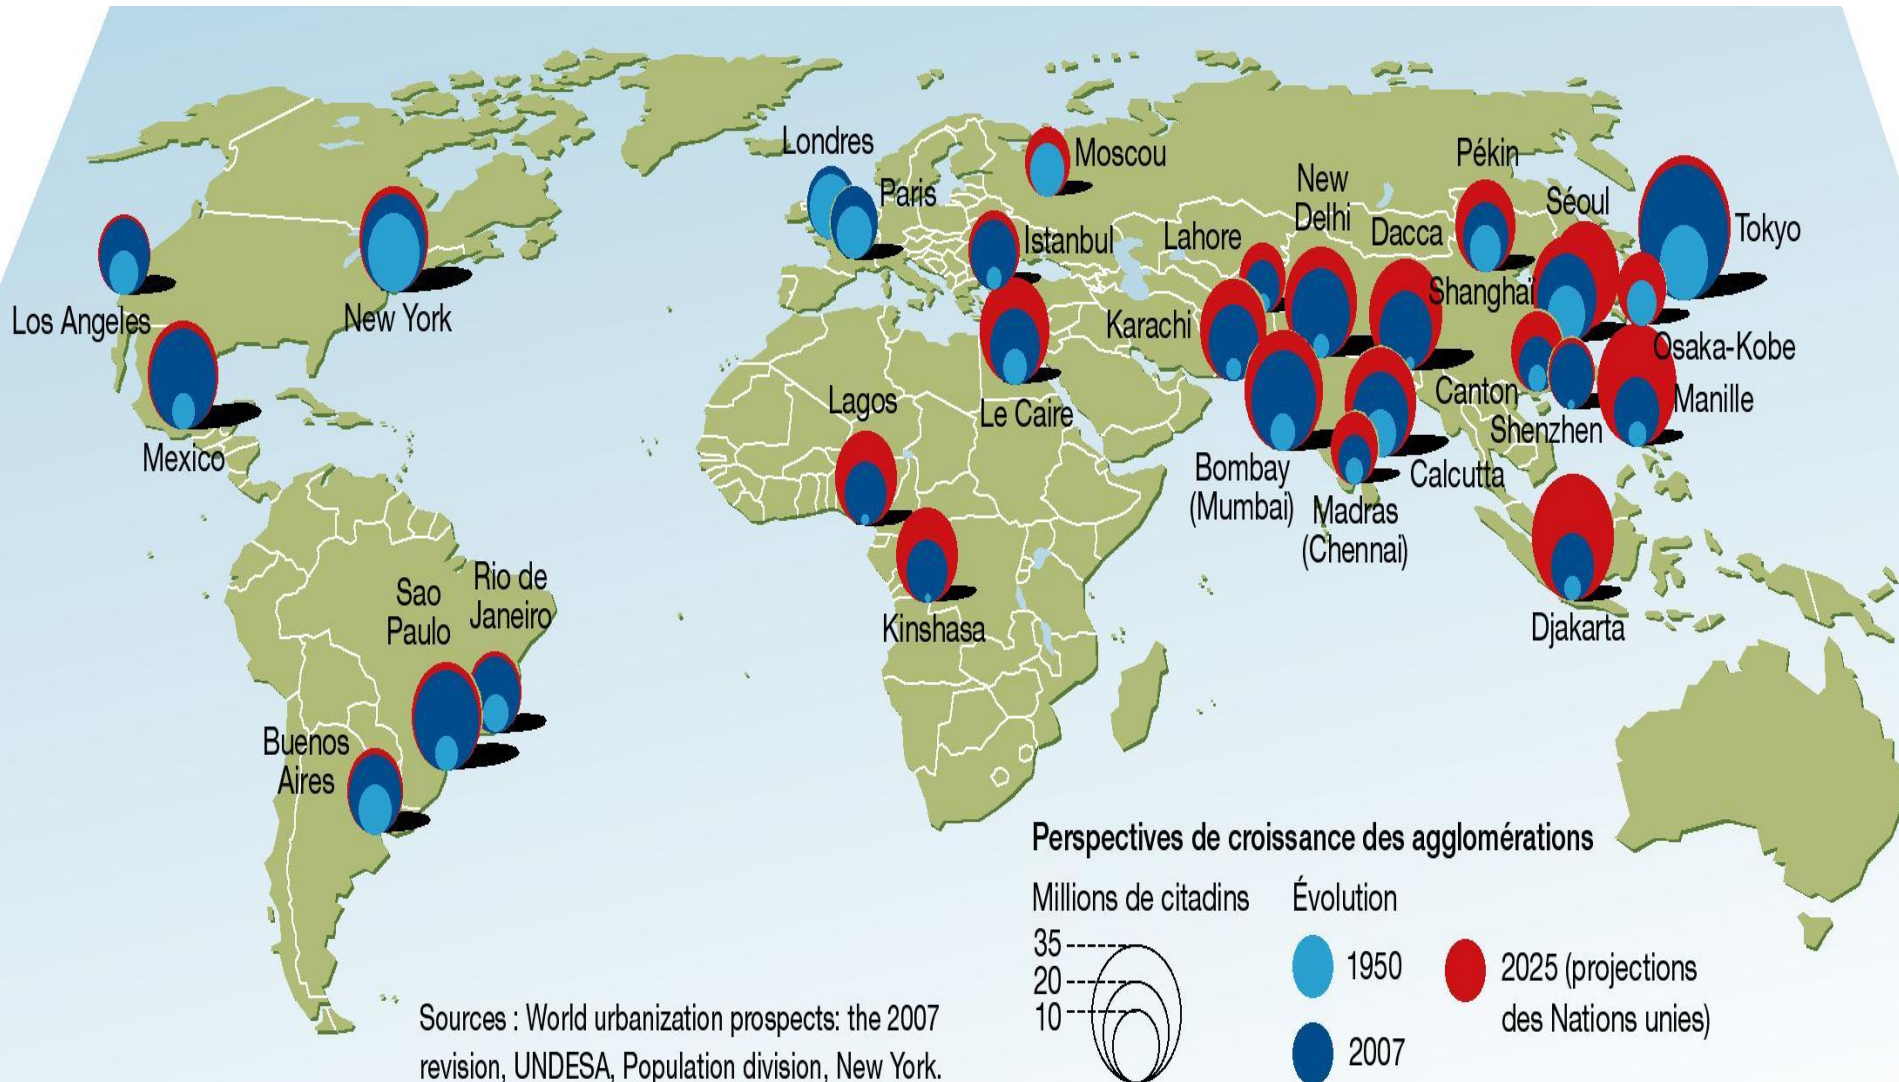 Londres
Moscou
Pékin
Paris
New
Delhi
Séoul
Istanbul
Lahore
Dacca
Tokyo
Shanghaï
Los Angeles
New York
Karachi
Osaka-Kobe
Lagos
Le Caire
Canton
Manille
Shenzhen
Mexico
Bombay
(Mumbai)
Calcutta
Madras
(Chennai)
Sao
Paulo
Rio de
Janeiro
Kinshasa
Djakarta
Buenos
Aires
Perspectives de croissance des agglomérations
Millions de citadins
35
20
10
Évolution
1950
2007
2025 (projections
des Nations unies)
Sources : World urbanization prospects: the 2007
revision, UNDESA, Population division, New York.